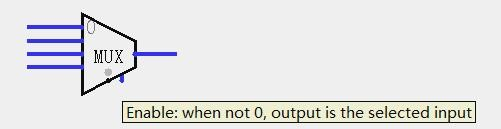 0
MUX
Enable: when not 0, output is the selected input